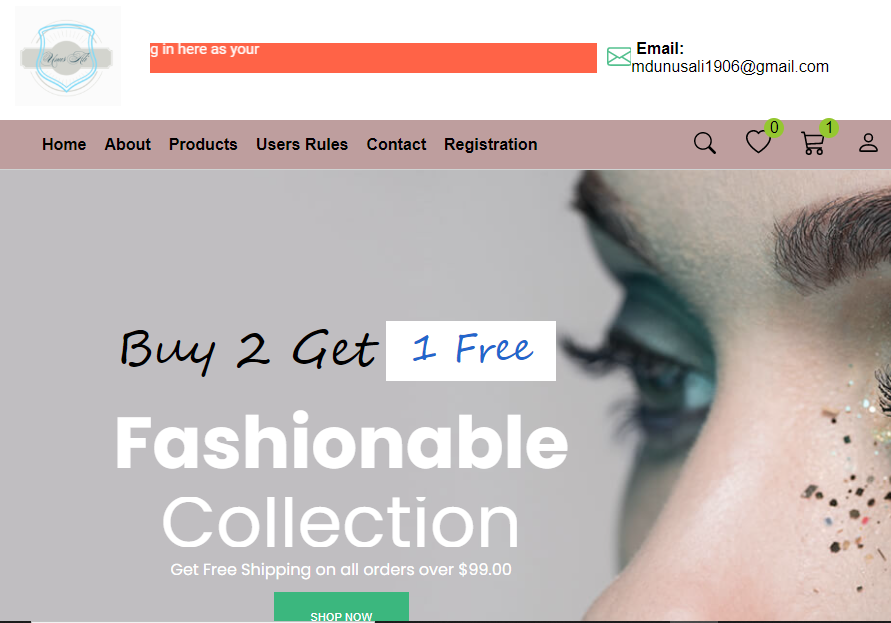 g in here as your
Email:
mdunusali1906@gmail.com
Home About Products Users Rules Contact Registration
0
1
Buy 2 Get 1 Free
Fashionable
Collection
Get Free Shipping on all orders over $99.00
SHOP NOW